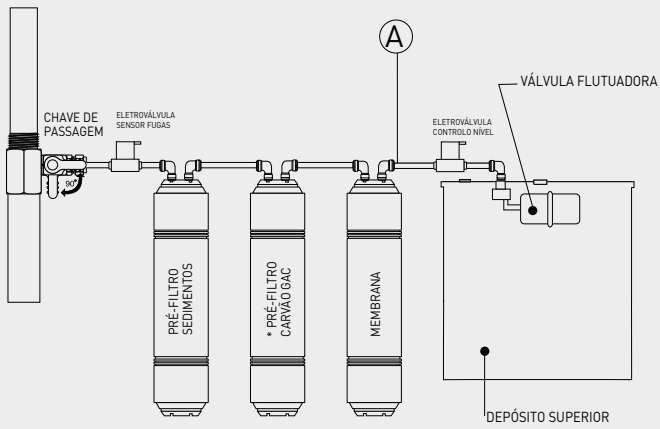 A
VÁLVULA FLUTUADORA
CHAVE DE
PASSAGEM
ELETROVÁLVULA
SENSOR FUGAS
ELETROVÁLVULA
CONTROLO NÍVEL
90°
PRÉ-FILTRO
SEDIMENTOS
* PRÉ-FILTRO
CARVÃO GAC
MEMBRANA
DEPÓSITO SUPERIOR